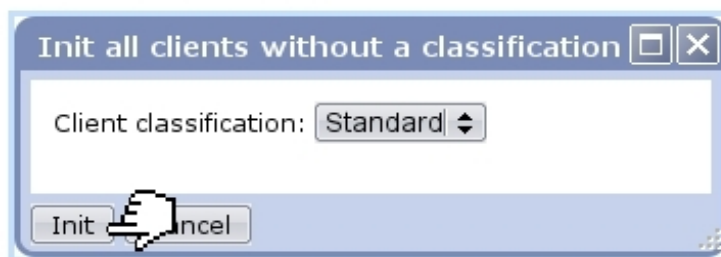 Init all clients without a classification
Client classification: Standard
Init